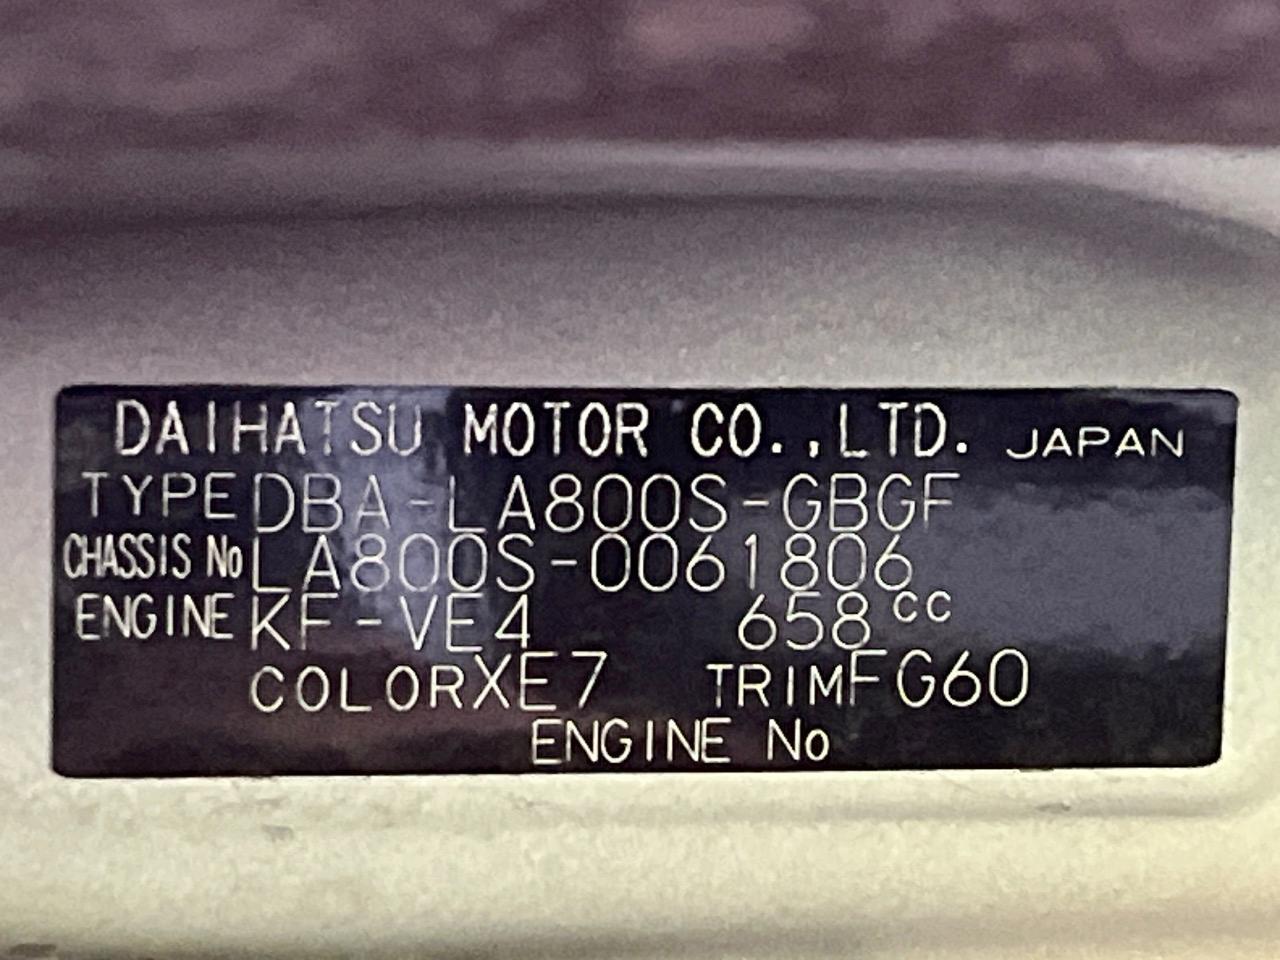 DAIHATSU MOTOR CO.,LTD. JAPAN
TYPE DBA-LA800S-GBGF
CHASSIS No LA800S-0061806
ENGINE KF-VE4 658cc
COLOR XE7 TRIM FG60
ENGINE No